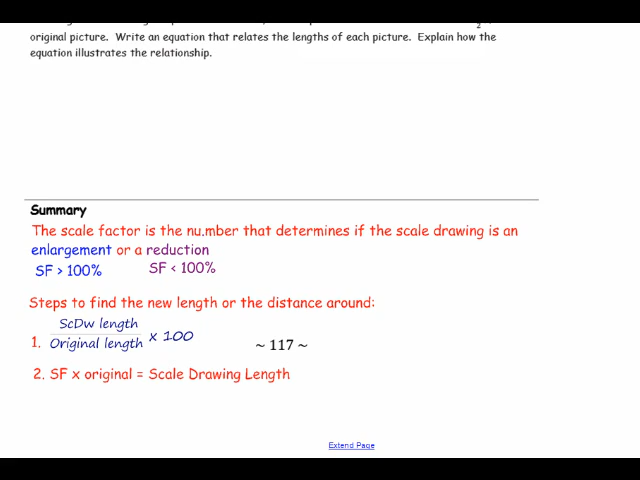 original picture. Write an equation that relates the lengths of each picture. Explain how the
equation illustrates the relationship.
Summary
The scale factor is the nu.mber that determines if the scale drawing is an
enlargement or a reduction
SF > 100% SF < 100%
Steps to find the new length or the distance around:
1. ScDw length
Original length x 100
~ 117 ~
2. SF x original = Scale Drawing Length
Extend Page